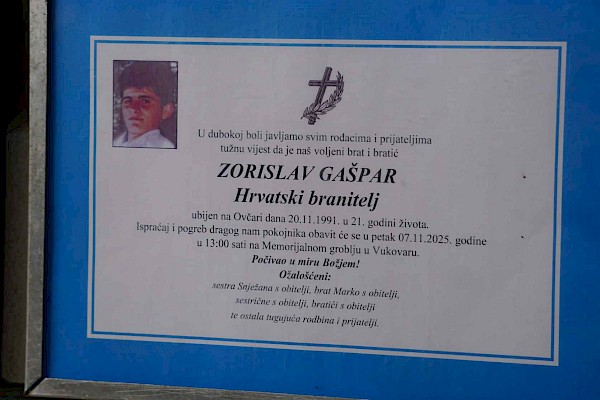 U dubokoj boli javljamo svim rođacima i prijateljima
tužnu vijest da je naš voljeni brat i bratić
ZORISLAV GAŠPAR
Hrvatski branitelj
ubijen na Ovčari dana 20.11.1991. u 21. godini života.
Ispraćaj i pogreb dragog nam pokojnika obavit će se u petak 07.11.2025. godine
u 13:00 sati na Memorijalnom groblju u Vukovaru.
Počivao u miru Božjem!
Ožalošćeni:
sestra Snježana s obitelji, brat Marko s obitelji,
sestrične s obitelji, bratići s obitelji
te ostala tugujuća rodbina i prijatelji.